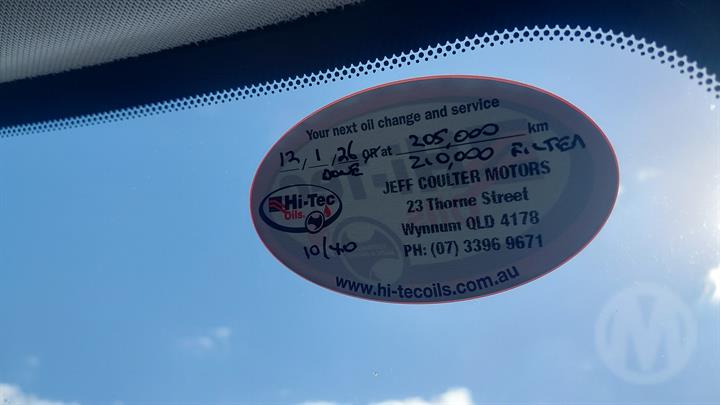 Your next oil change and service
12/1/26 OR at 205,000 km
DONE 210,000 FILTER
Hi-Tec
Oils.
JEFF COULTER MOTORS
23 Thorne Street
Wynnum QLD 4178
10/40
PH: (07) 3396 9671
www.hi-tecoils.com.au
M